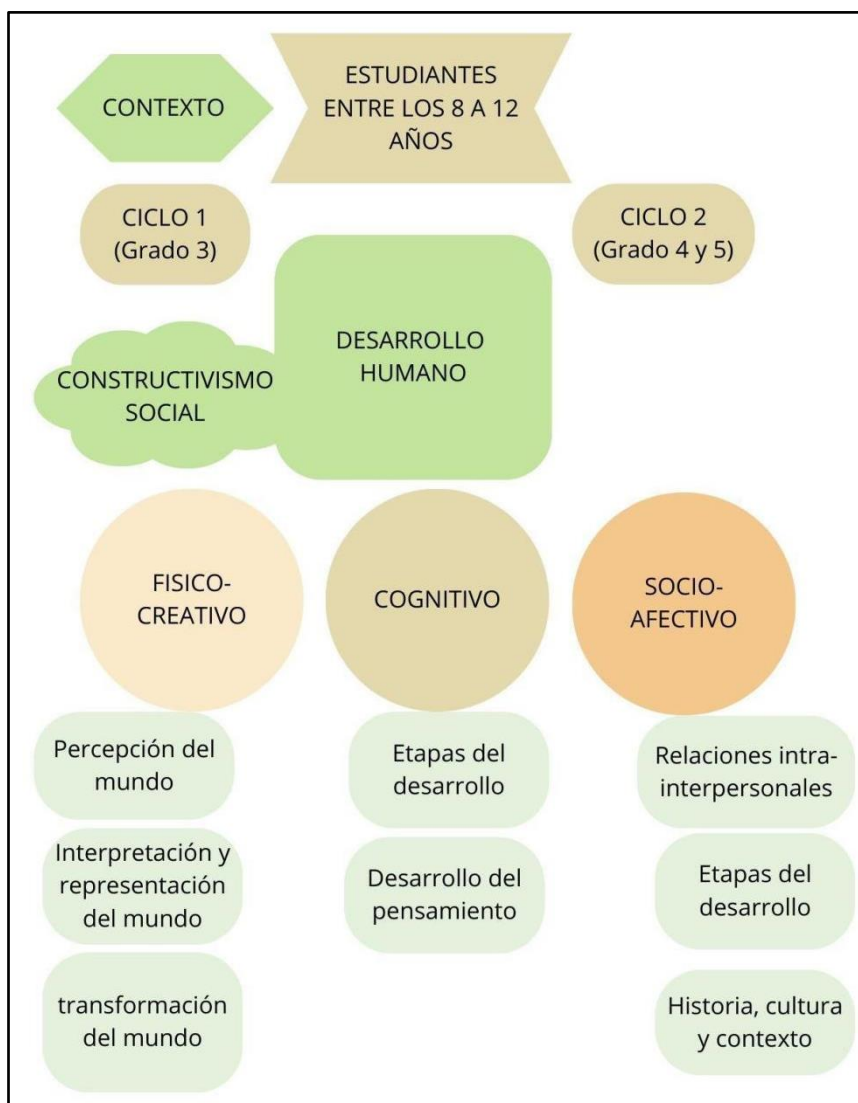 CONTEXTO
ESTUDIANTES
ENTRE LOS 8 A 12
AÑOS
CICLO 1
(Grado 3)
CICLO 2
(Grado 4 y 5)
DESARROLLO
HUMANO
CONSTRUCTIVISMO
SOCIAL
FISICO-
CREATIVO
COGNITIVO
SOCIO-
AFECTIVO
Percepción del
mundo
Interpretación y
representación
del mundo
transformación
del mundo
Etapas del
desarrollo
Desarrollo del
pensamiento
Relaciones intra-
interpersonales
Etapas del
desarrollo
Historia, cultura
y contexto